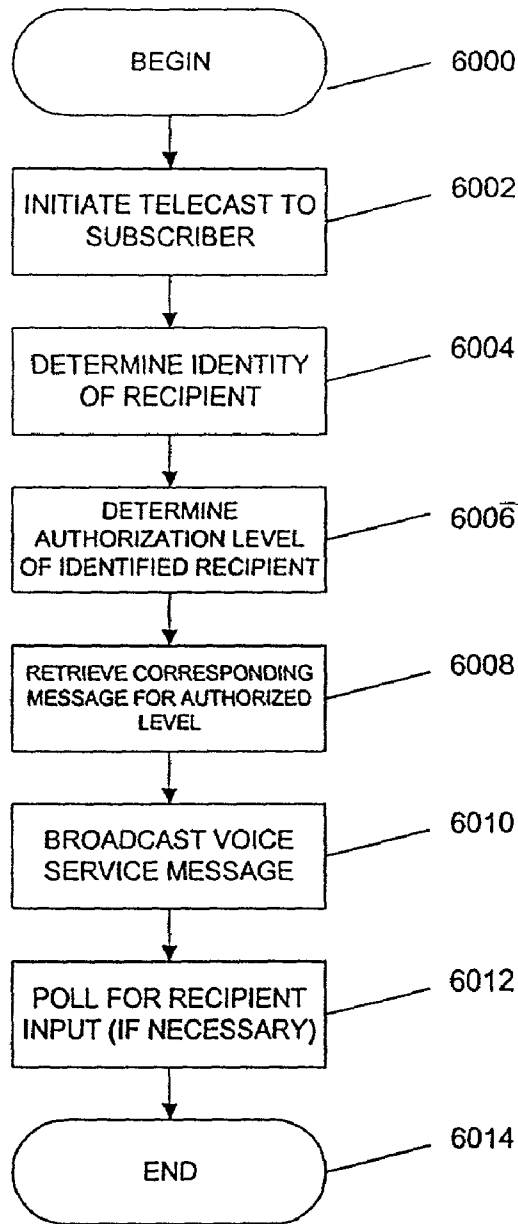 BEGIN
6000
INITIATE TELECAST TO
SUBSCRIBER
6002
DETERMINE IDENTITY
OF RECIPIENT
6004
DETERMINE
AUTHORIZATION LEVEL
OF IDENTIFIED RECIPIENT
6006
RETRIEVE CORRESPONDING
MESSAGE FOR AUTHORIZED
LEVEL
6008
BROADCAST VOICE
SERVICE MESSAGE
6010
POLL FOR RECIPIENT
INPUT (IF NECESSARY)
6012
END
6014